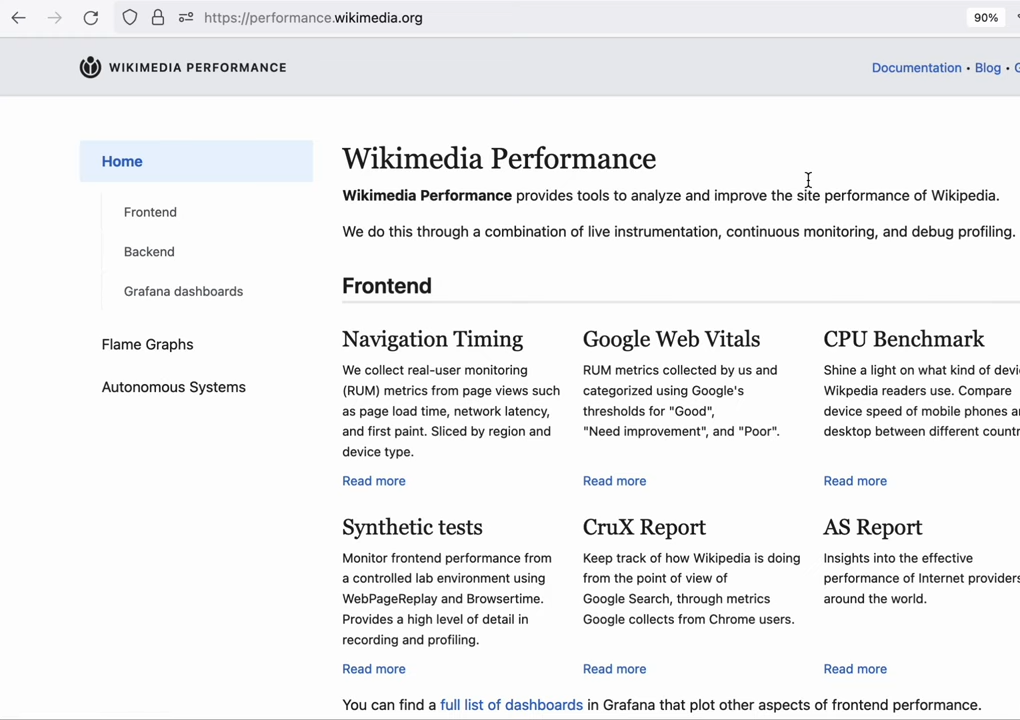 https://performance.wikimedia.org
90%
WIKIMEDIA PERFORMANCE
Documentation • Blog •
Home
Frontend
Backend
Grafana dashboards
Flame Graphs
Autonomous Systems
Wikimedia Performance
Wikimedia Performance provides tools to analyze and improve the site performance of Wikipedia.
We do this through a combination of live instrumentation, continuous monitoring, and debug profiling.
Frontend
Navigation Timing
We collect real-user monitoring
(RUM) metrics from page views such
as page load time, network latency,
and first paint. Sliced by region and
device type.
Read more
Google Web Vitals
RUM metrics collected by us and
categorized using Google's
thresholds for "Good",
"Need improvement", and "Poor".
Read more
CPU Benchmark
Shine a light on what kind of
Wikpedia readers use. Compare
device speed of mobile phones
desktop between different
Read more
Synthetic tests
Monitor frontend performance from
a controlled lab environment using
WebPageReplay and Browsertime.
Provides a high level of detail in
recording and profiling.
Read more
CruX Report
Keep track of how Wikipedia is doing
from the point of view of
Google Search, through metrics
Google collects from Chrome users.
Read more
AS Report
Insights into the effective
performance of Internet providers
around the world.
Read more
You can find a full list of dashboards in Grafana that plot other aspects of frontend performance.